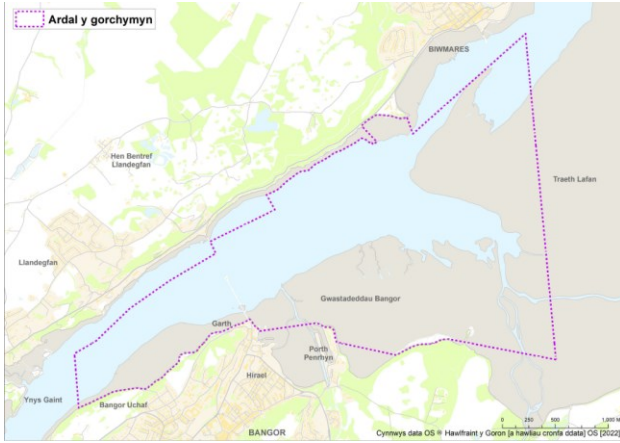 Ardal y gorchymyn
BIWMARES
Hen Bentref
Llandegfan
Traeth Lafan
Llandegfan
Gwastadeddau Bangor
Garth
Porth
Penrhyn
Hirael
Ynys Gaint
Bangor Uchaf
BANGOR
0 250 500 1,000
Cynnwys data OS ® Hawlfraint y Goron [a hawliau cronfa ddata] OS [2022]